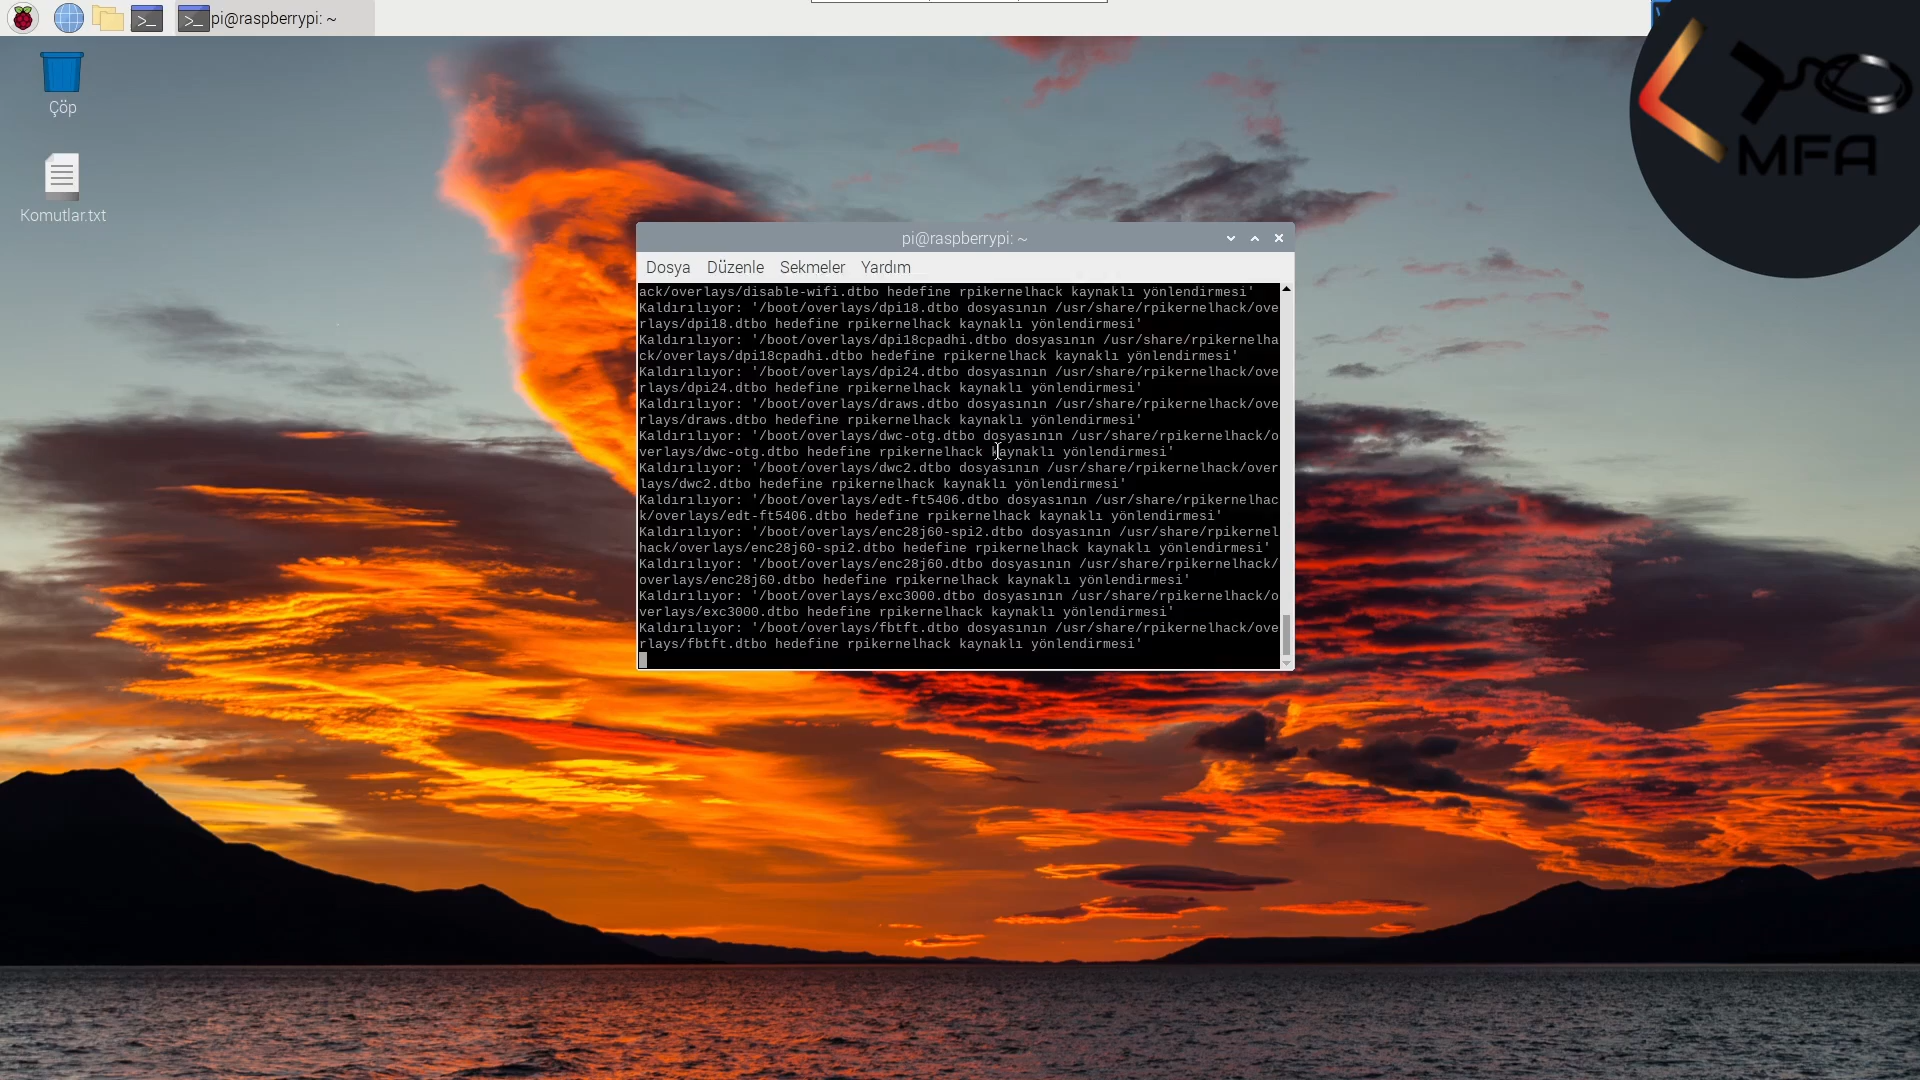 pi@raspberrypi: ~
Çöp
MFA
Komutlar.txt
pi@raspberrypi: ~
Dosya Düzenle Sekmeler Yardım
ack/overlays/disable-wifi.dtbo hedefine rpikernelhack kaynaklı yönlendirmesi'
Kaldırılıyor: '/boot/overlays/dpi18.dtbo dosyasının /usr/share/rpikernelhack/ove
rlays/dpi18.dtbo hedefine rpikernelhack kaynaklı yönlendirmesi'
Kaldırılıyor: '/boot/overlays/dpi18cpadhi.dtbo dosyasının /usr/share/rpikernelha
ck/overlays/dpi18cpadhi.dtbo hedefine rpikernelhack kaynaklı yönlendirmesi'
Kaldırılıyor: '/boot/overlays/dpi24.dtbo dosyasının /usr/share/rpikernelhack/ove
rlays/dpi24.dtbo hedefine rpikernelhack kaynaklı yönlendirmesi'
Kaldırılıyor: '/boot/overlays/draws.dtbo dosyasının /usr/share/rpikernelhack/ove
rlays/draws.dtbo hedefine rpikernelhack kaynaklı yönlendirmesi'
Kaldırılıyor: '/boot/overlays/dwc-otg.dtbo dosyasının /usr/share/rpikernelhack/o
verlays/dwc-otg.dtbo hedefine rpikernelhack kaynaklı yönlendirmesi'
Kaldırılıyor: '/boot/overlays/dwc2.dtbo dosyasının /usr/share/rpikernelhack/over
lays/dwc2.dtbo hedefine rpikernelhack kaynaklı yönlendirmesi'
Kaldırılıyor: '/boot/overlays/edt-ft5406.dtbo dosyasının /usr/share/rpikernelhac
k/overlays/edt-ft5406.dtbo hedefine rpikernelhack kaynaklı yönlendirmesi'
Kaldırılıyor: '/boot/overlays/enc28j60-spi2.dtbo dosyasının /usr/share/rpikernel
hack/overlays/enc28j60-spi2.dtbo hedefine rpikernelhack kaynaklı yönlendirmesi'
Kaldırılıyor: '/boot/overlays/enc28j60.dtbo dosyasının /usr/share/rpikernelhack/
overlays/enc28j60.dtbo hedefine rpikernelhack kaynaklı yönlendirmesi'
Kaldırılıyor: '/boot/overlays/exc3000.dtbo dosyasının /usr/share/rpikernelhack/o
verlays/exc3000.dtbo hedefine rpikernelhack kaynaklı yönlendirmesi'
Kaldırılıyor: '/boot/overlays/fbtft.dtbo dosyasının /usr/share/rpikernelhack/ove
rlays/fbtft.dtbo hedefine rpikernelhack kaynaklı yönlendirmesi'